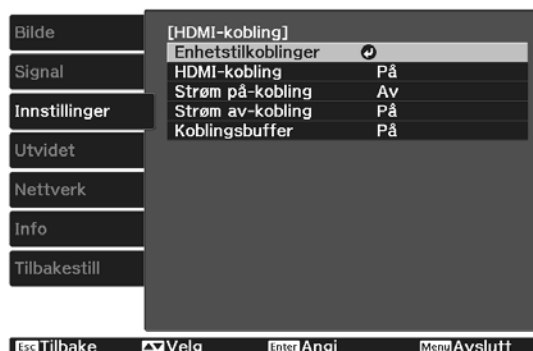 Bilde
Signal
Innstillinger
Utvidet
Nettverk
Info
Tilbakestill
[HDMI-kobling]
Enhetstilkoblinger
HDMI-kobling På
Strøm på-kobling Av
Strøm av-kobling På
Koblingsbuffer På
Esc Tilbake Velg Enter Angi Menu Avslutt